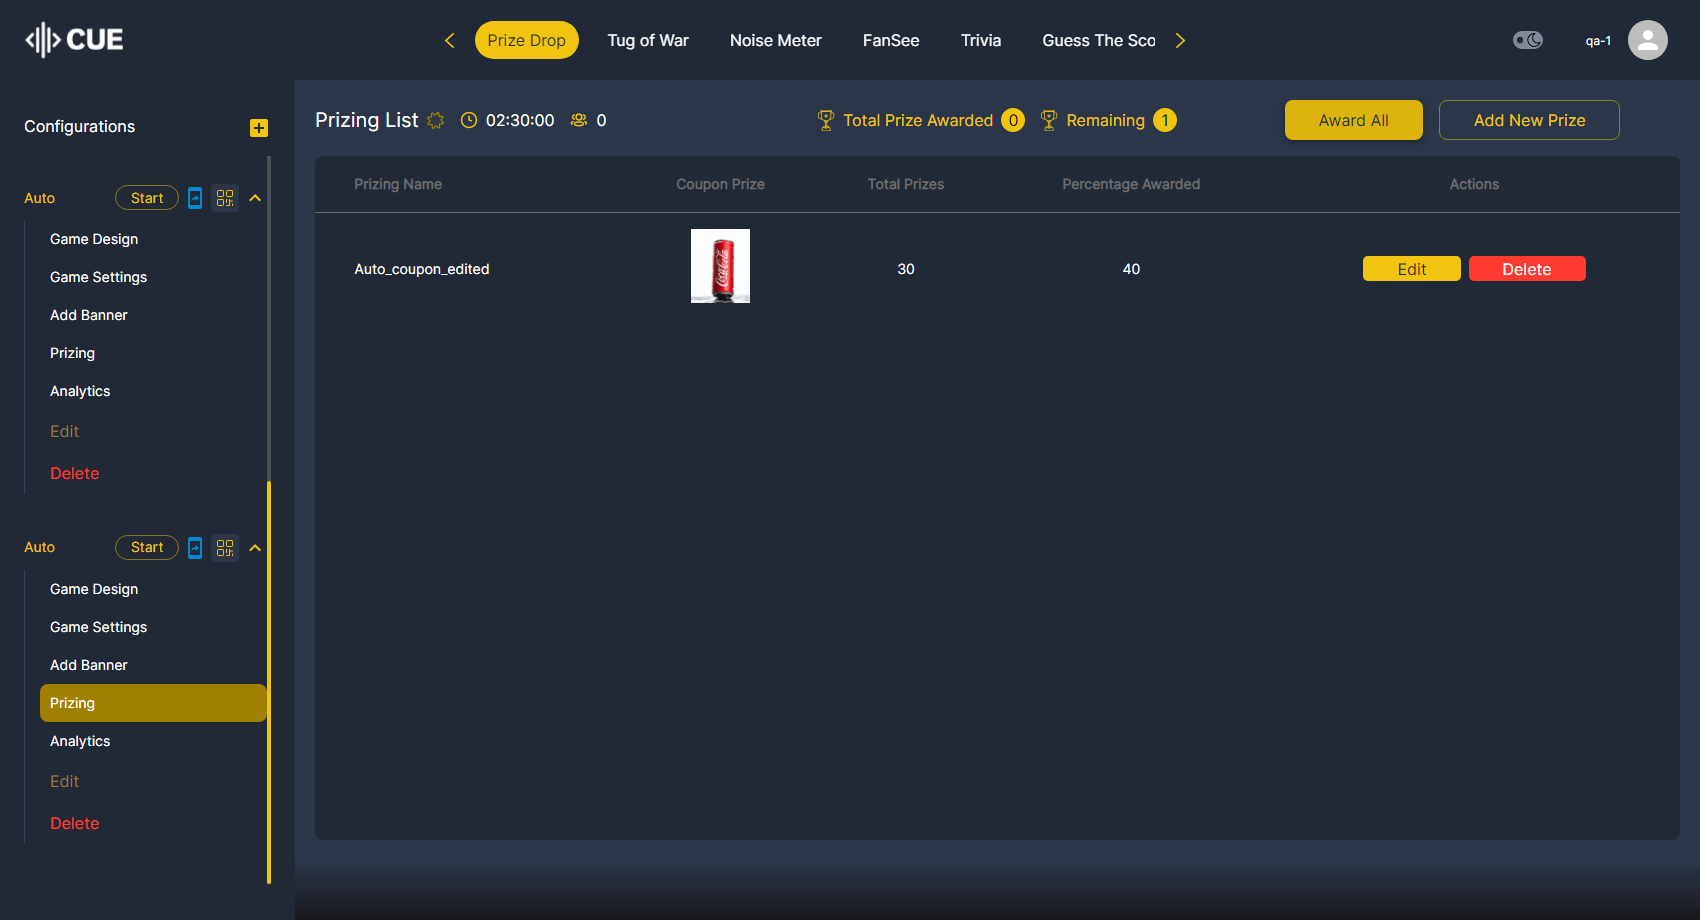 CUE
Prize Drop
Tug of War
Noise Meter
FanSee
Trivia
Guess The Sco
qa-1
Configurations
Auto
Start
Game Design
Game Settings
Add Banner
Prizing
Analytics
Edit
Delete
Auto
Start
Game Design
Game Settings
Add Banner
Prizing
Analytics
Edit
Delete
Prizing List
02:30:00
0
Total Prize Awarded 0
Remaining 1
Award All
Add New Prize
Prizing Name
Coupon Prize
Total Prizes
Percentage Awarded
Actions
Auto_coupon_edited
Coca-Cola
30
40
Edit
Delete